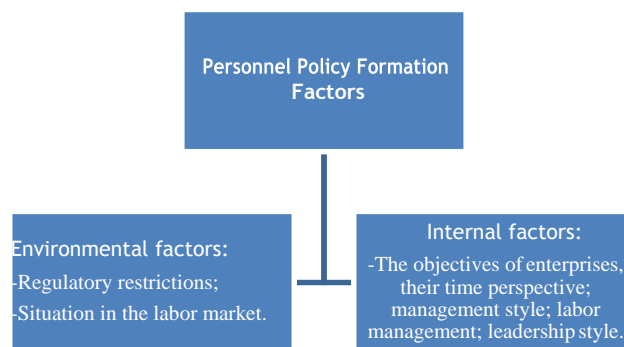 Personnel Policy Formation
Factors
Environmental factors:
-Regulatory restrictions;
-Situation in the labor market.
Internal factors:
-The objectives of enterprises,
their time perspective;
management style; labor
management; leadership style.